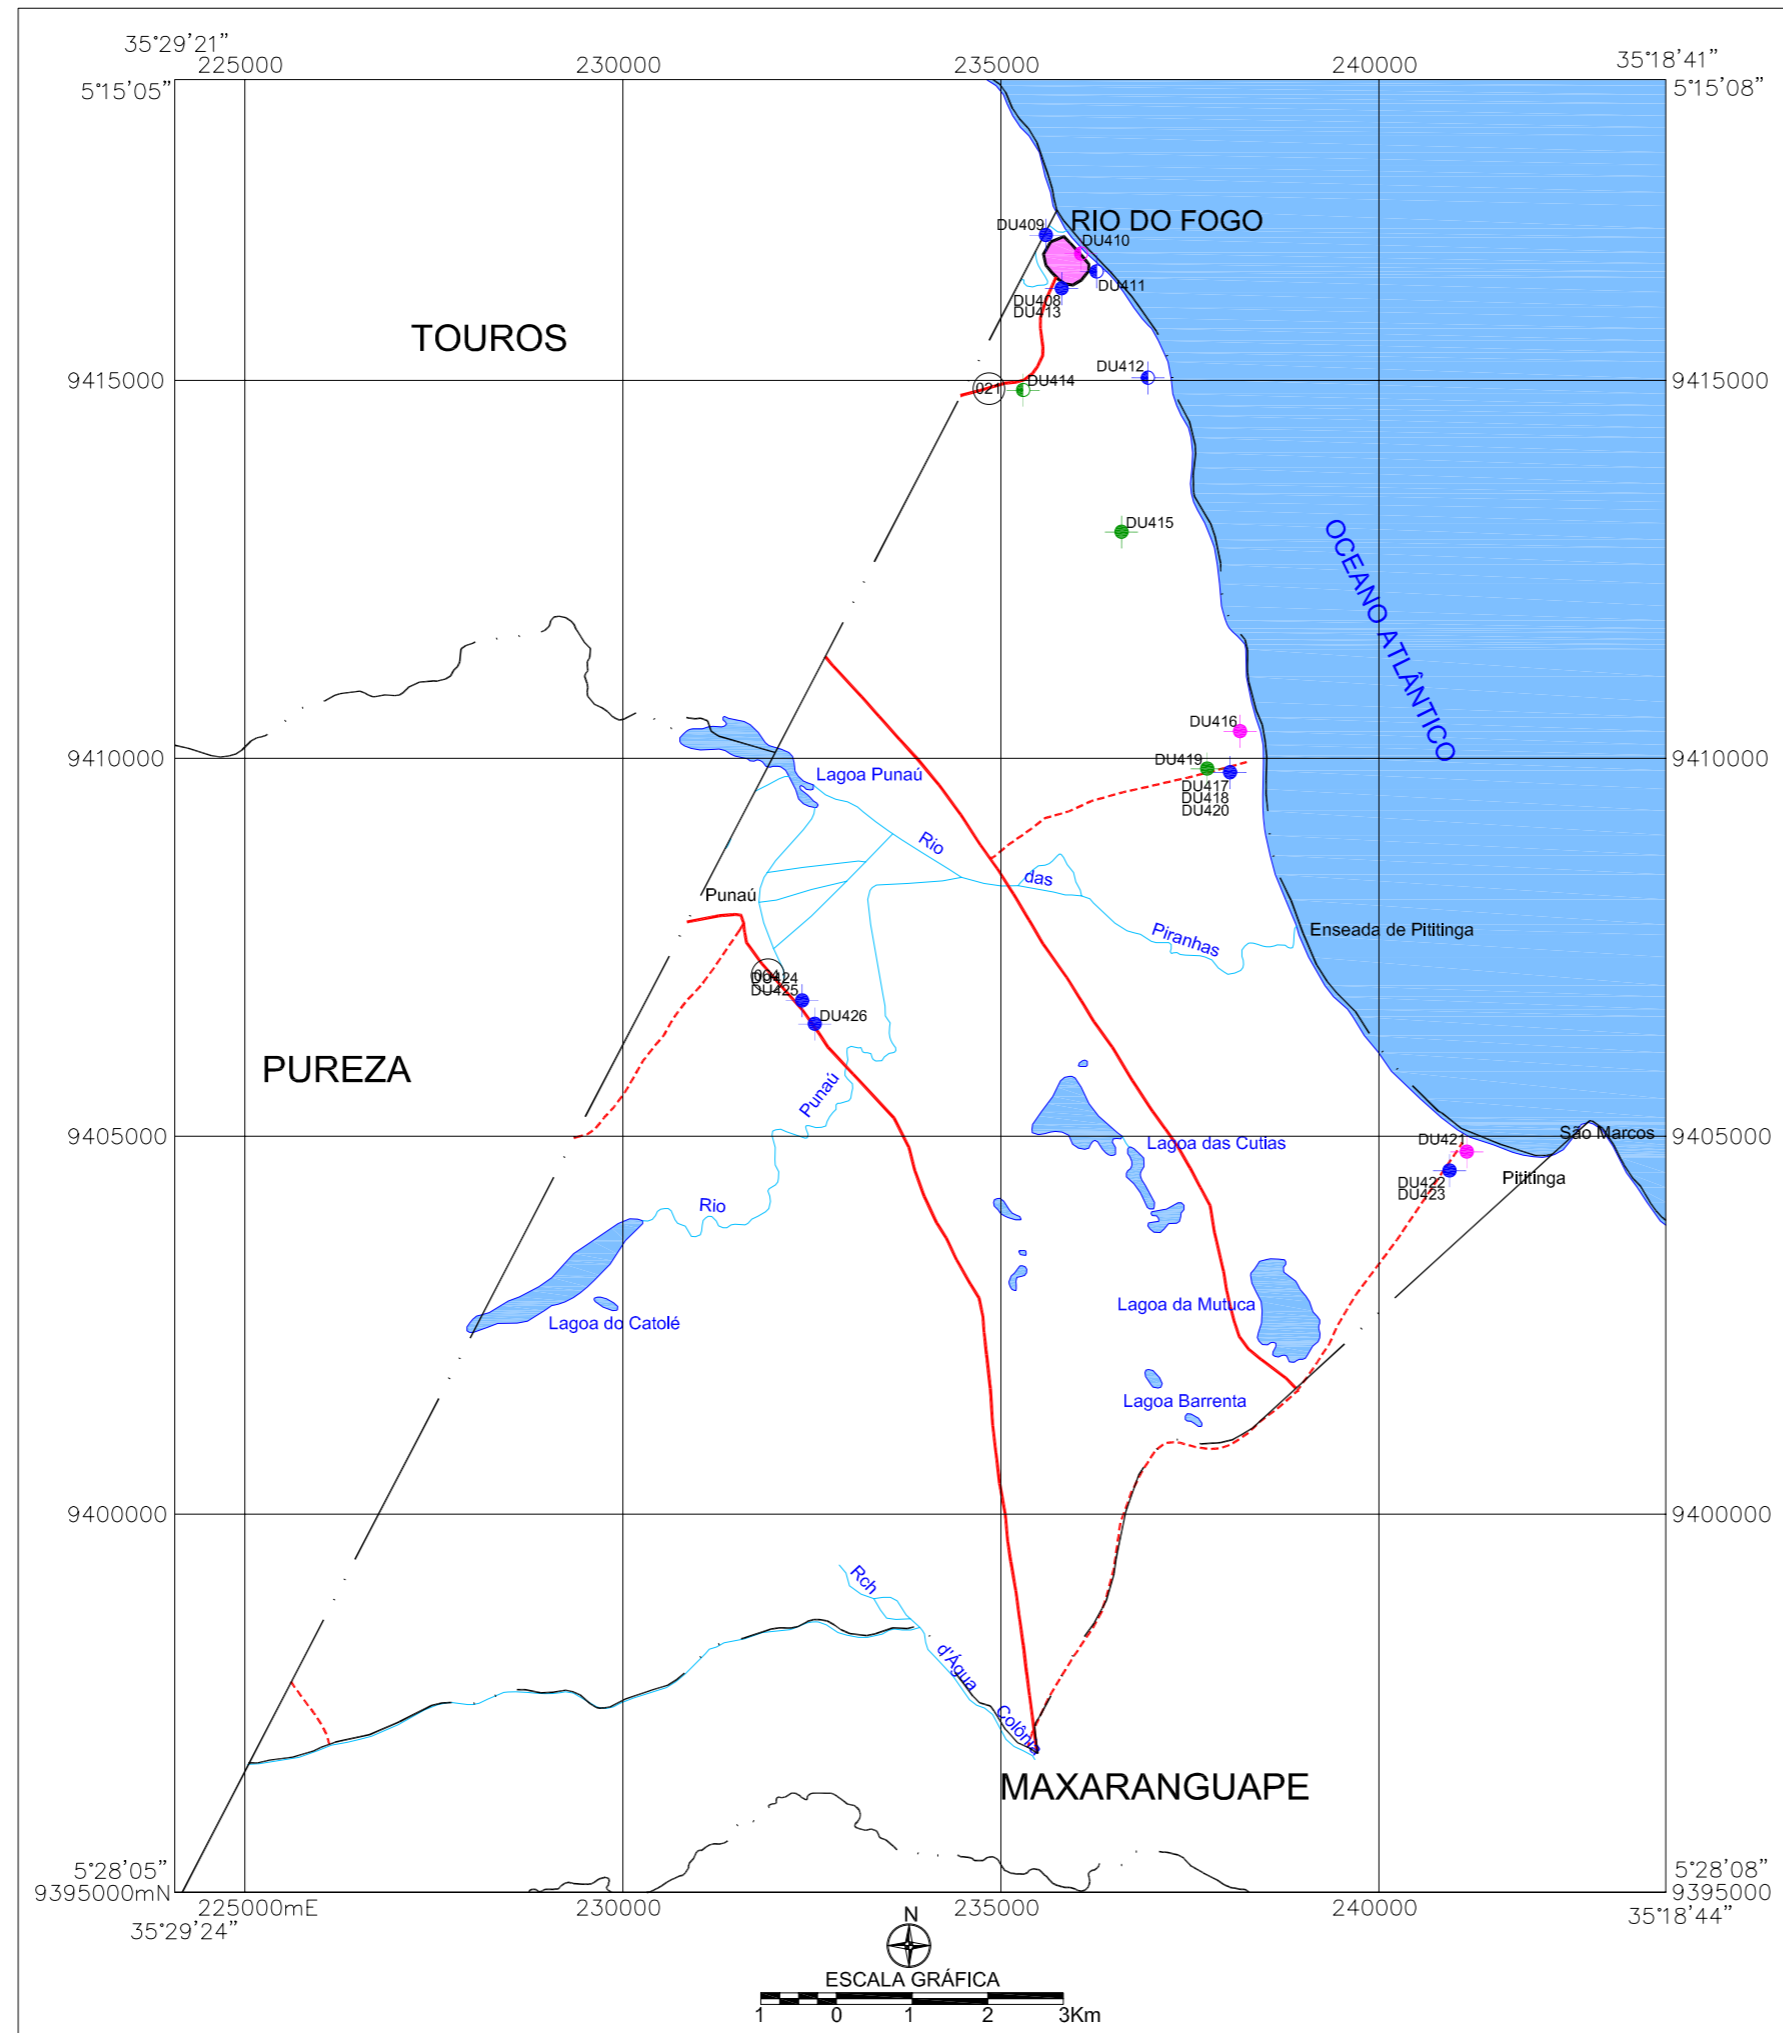 35°29'21"
225000
230000
235000
240000
35°18'41"
5°15'05"
5°15'08"
RIO DO FOGO
DU409
DU410
DU411
DU408
DU413
TOUROS
DU412
9415000
021
DU414
9415000
DU415
OCEANO ATLÂNTICO
DU416
9410000
DU419
9410000
Lagoa Punaú
DU417
DU418
DU420
Rio
das
Punaú
Piranhas
Enseada de Pititinga
064
DU424
DU425
DU426
PUREZA
Punaú
9405000
Lagoa das Cutias
DU421
São Marcos
9405000
Pititinga
DU422
DU423
Rio
Lagoa da Mutuca
Lagoa do Catolé
Lagoa Barrenta
9400000
9400000
Rch
d'Água
Colônia
MAXARANGUAPE
5°28'05"
5°28'08"
9395000mN
9395000
225000mE
230000
235000
240000
35°29'24"
35°18'44"
N
ESCALA GRÁFICA
1 0 1 2 3Km